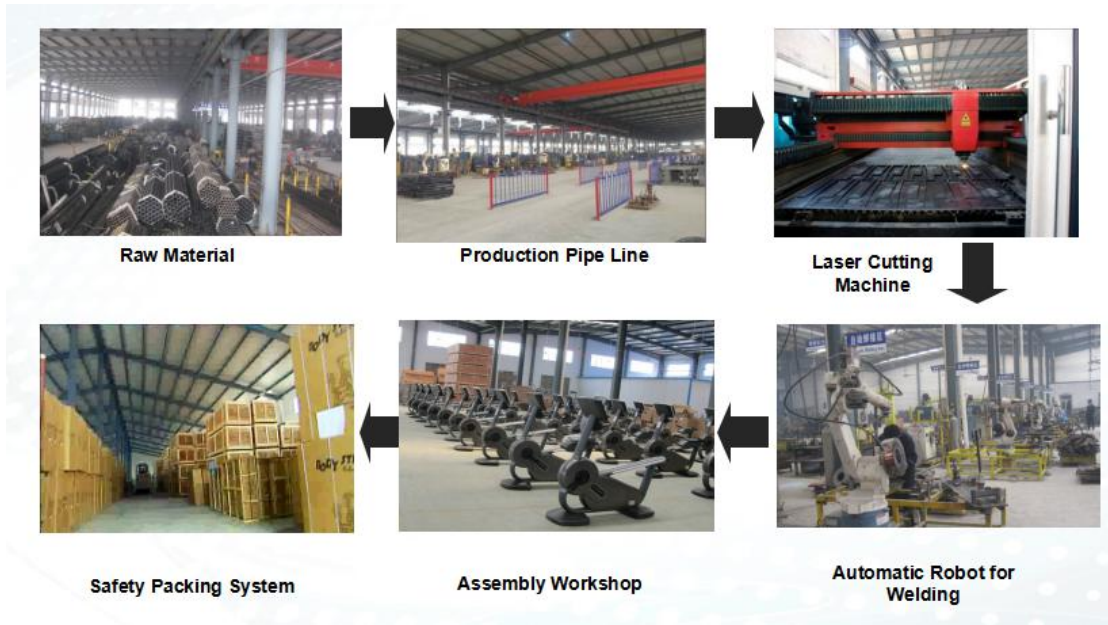 Raw Material
Production Pipe Line
Laser Cutting
Machine
Safety Packing System
Assembly Workshop
Automatic Robot for
Welding